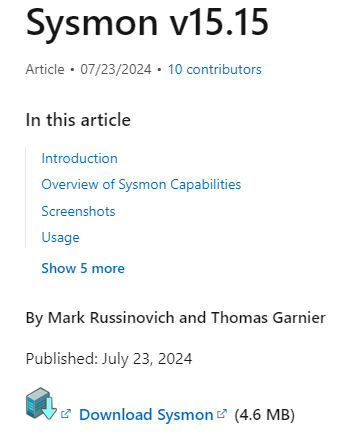 Sysmon v15.15
Article • 07/23/2024 • 10 contributors
In this article
Introduction
Overview of Sysmon Capabilities
Screenshots
Usage
Show 5 more
By Mark Russinovich and Thomas Garnier
Published: July 23, 2024
Download Sysmon (4.6 MB)